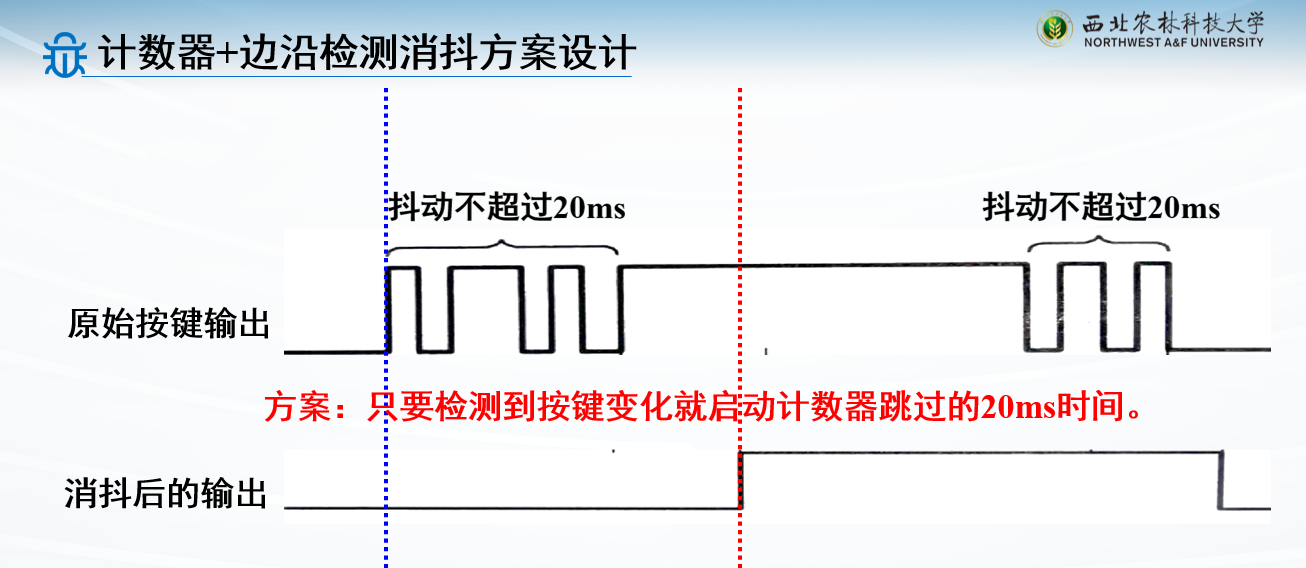 西北农林科技大学
NORTHWEST A&F UNIVERSITY
计数器+边沿检测消抖方案设计
抖动不超过20ms
抖动不超过20ms
原始按键输出
方案：只要检测到按键变化就启动计数器跳过的20ms时间。
消抖后的输出